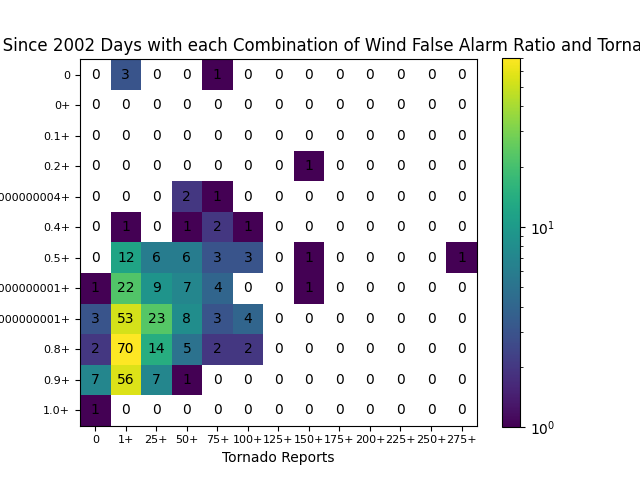 Since 2002 Days with each Combination of Wind False Alarm Ratio and Torna
0 0 3 0 0 1 0 0 0 0 0 0 0 0
0+ 0 0 0 0 0 0 0 0 0 0 0 0 0
0.1+ 0 0 0 0 0 0 0 0 0 0 0 0 0
0.2+ 0 0 0 0 0 0 0 1 0 0 0 0 0
000000004+ 0 0 0 2 1 0 0 0 0 0 0 0 0
0.4+ 0 1 0 1 2 1 0 0 0 0 0 0 0
0.5+ 0 12 6 6 3 3 0 1 0 0 0 0 1
000000001+ 1 22 9 7 4 0 0 1 0 0 0 0 0
000000001+ 3 53 23 8 3 4 0 0 0 0 0 0 0
0.8+ 2 70 14 5 2 2 0 0 0 0 0 0 0
0.9+ 7 56 7 1 0 0 0 0 0 0 0 0 0
1.0+ 1 0 0 0 0 0 0 0 0 0 0 0 0
0 1+ 25+ 50+ 75+ 100+ 125+ 150+ 175+ 200+ 225+ 250+ 275+
Tornado Reports
10¹
10⁰